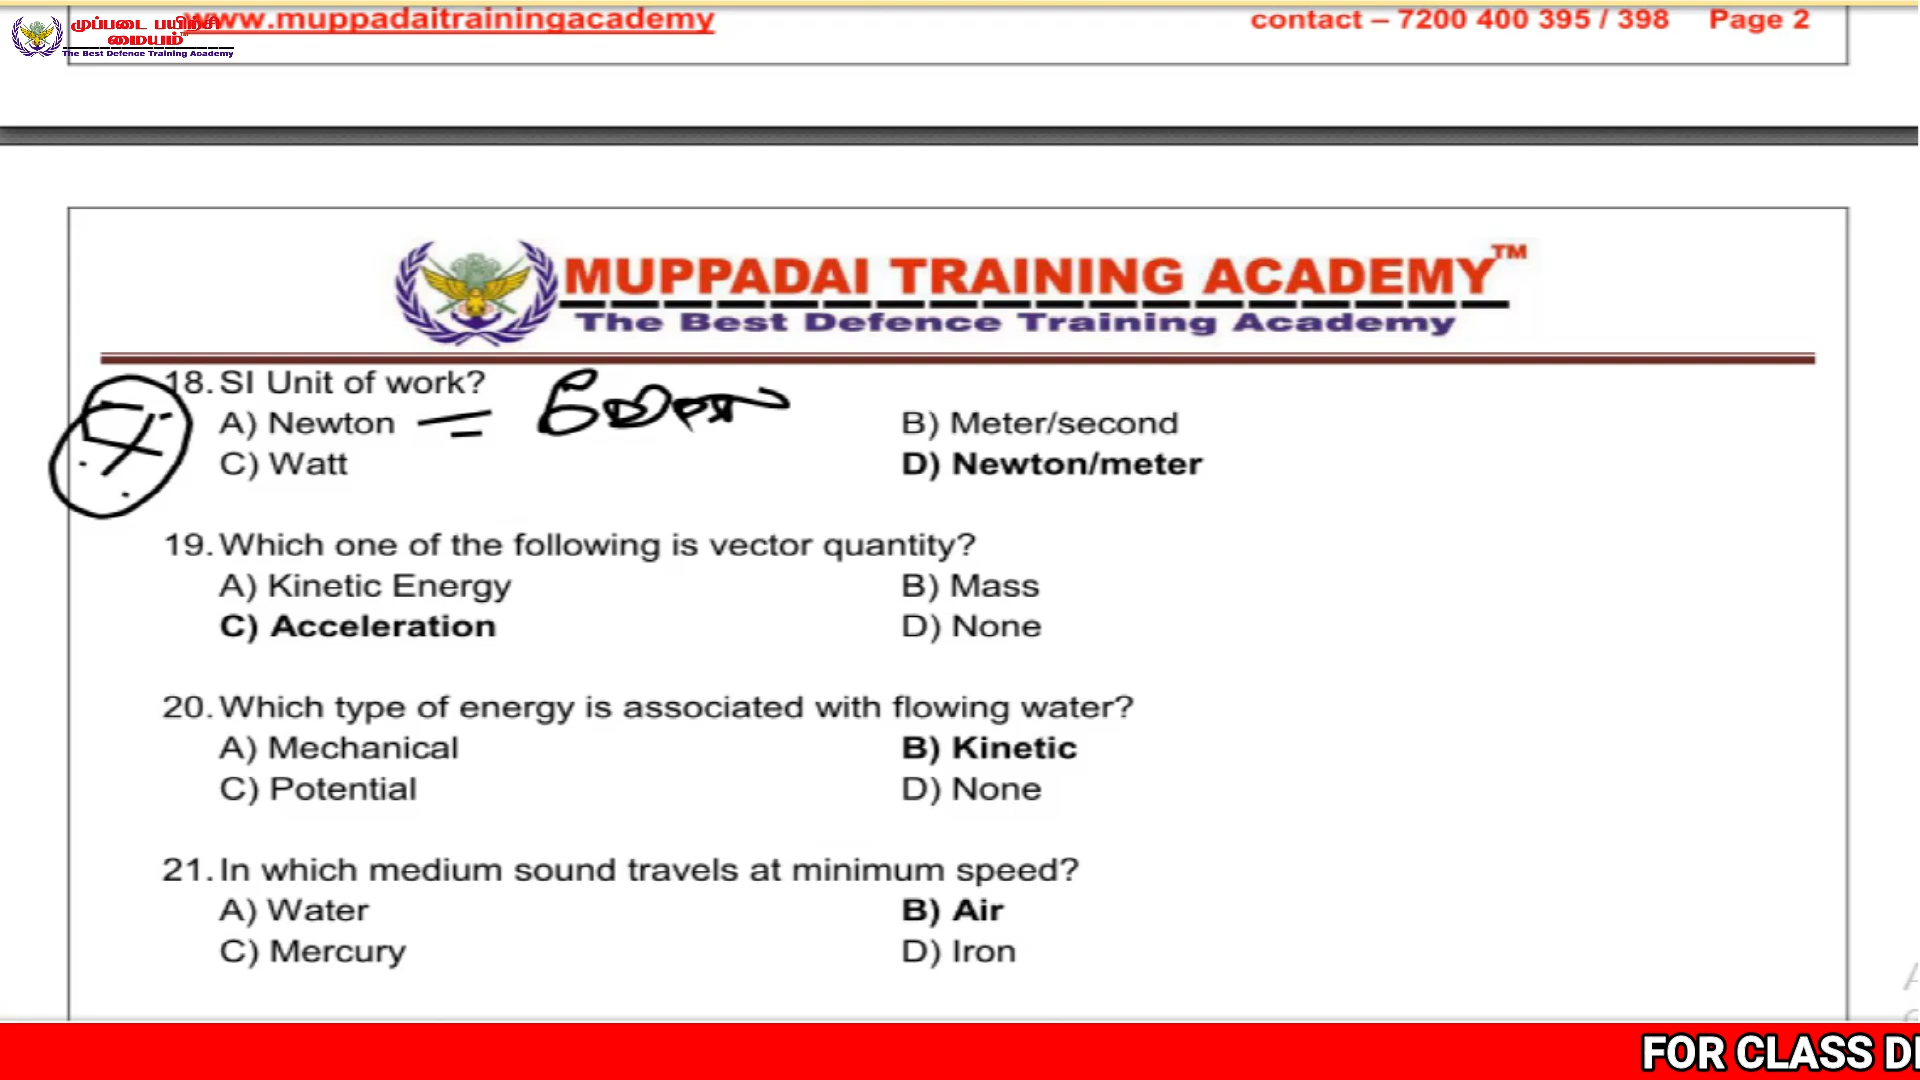 முப்படை பயிற்சி
மையம்
The Best Defence Training Academy
www.muppadaitrainingacademy
contact – 7200 400 395 / 398 Page 2
MUPPADAI TRAINING ACADEMY™
The Best Defence Training Academy
18. SI Unit of work?
A) Newton B) Meter/second
C) Watt D) Newton/meter
19. Which one of the following is vector quantity?
A) Kinetic Energy B) Mass
C) Acceleration D) None
20. Which type of energy is associated with flowing water?
A) Mechanical B) Kinetic
C) Potential D) None
21. In which medium sound travels at minimum speed?
A) Water B) Air
C) Mercury D) Iron
FOR CLASS